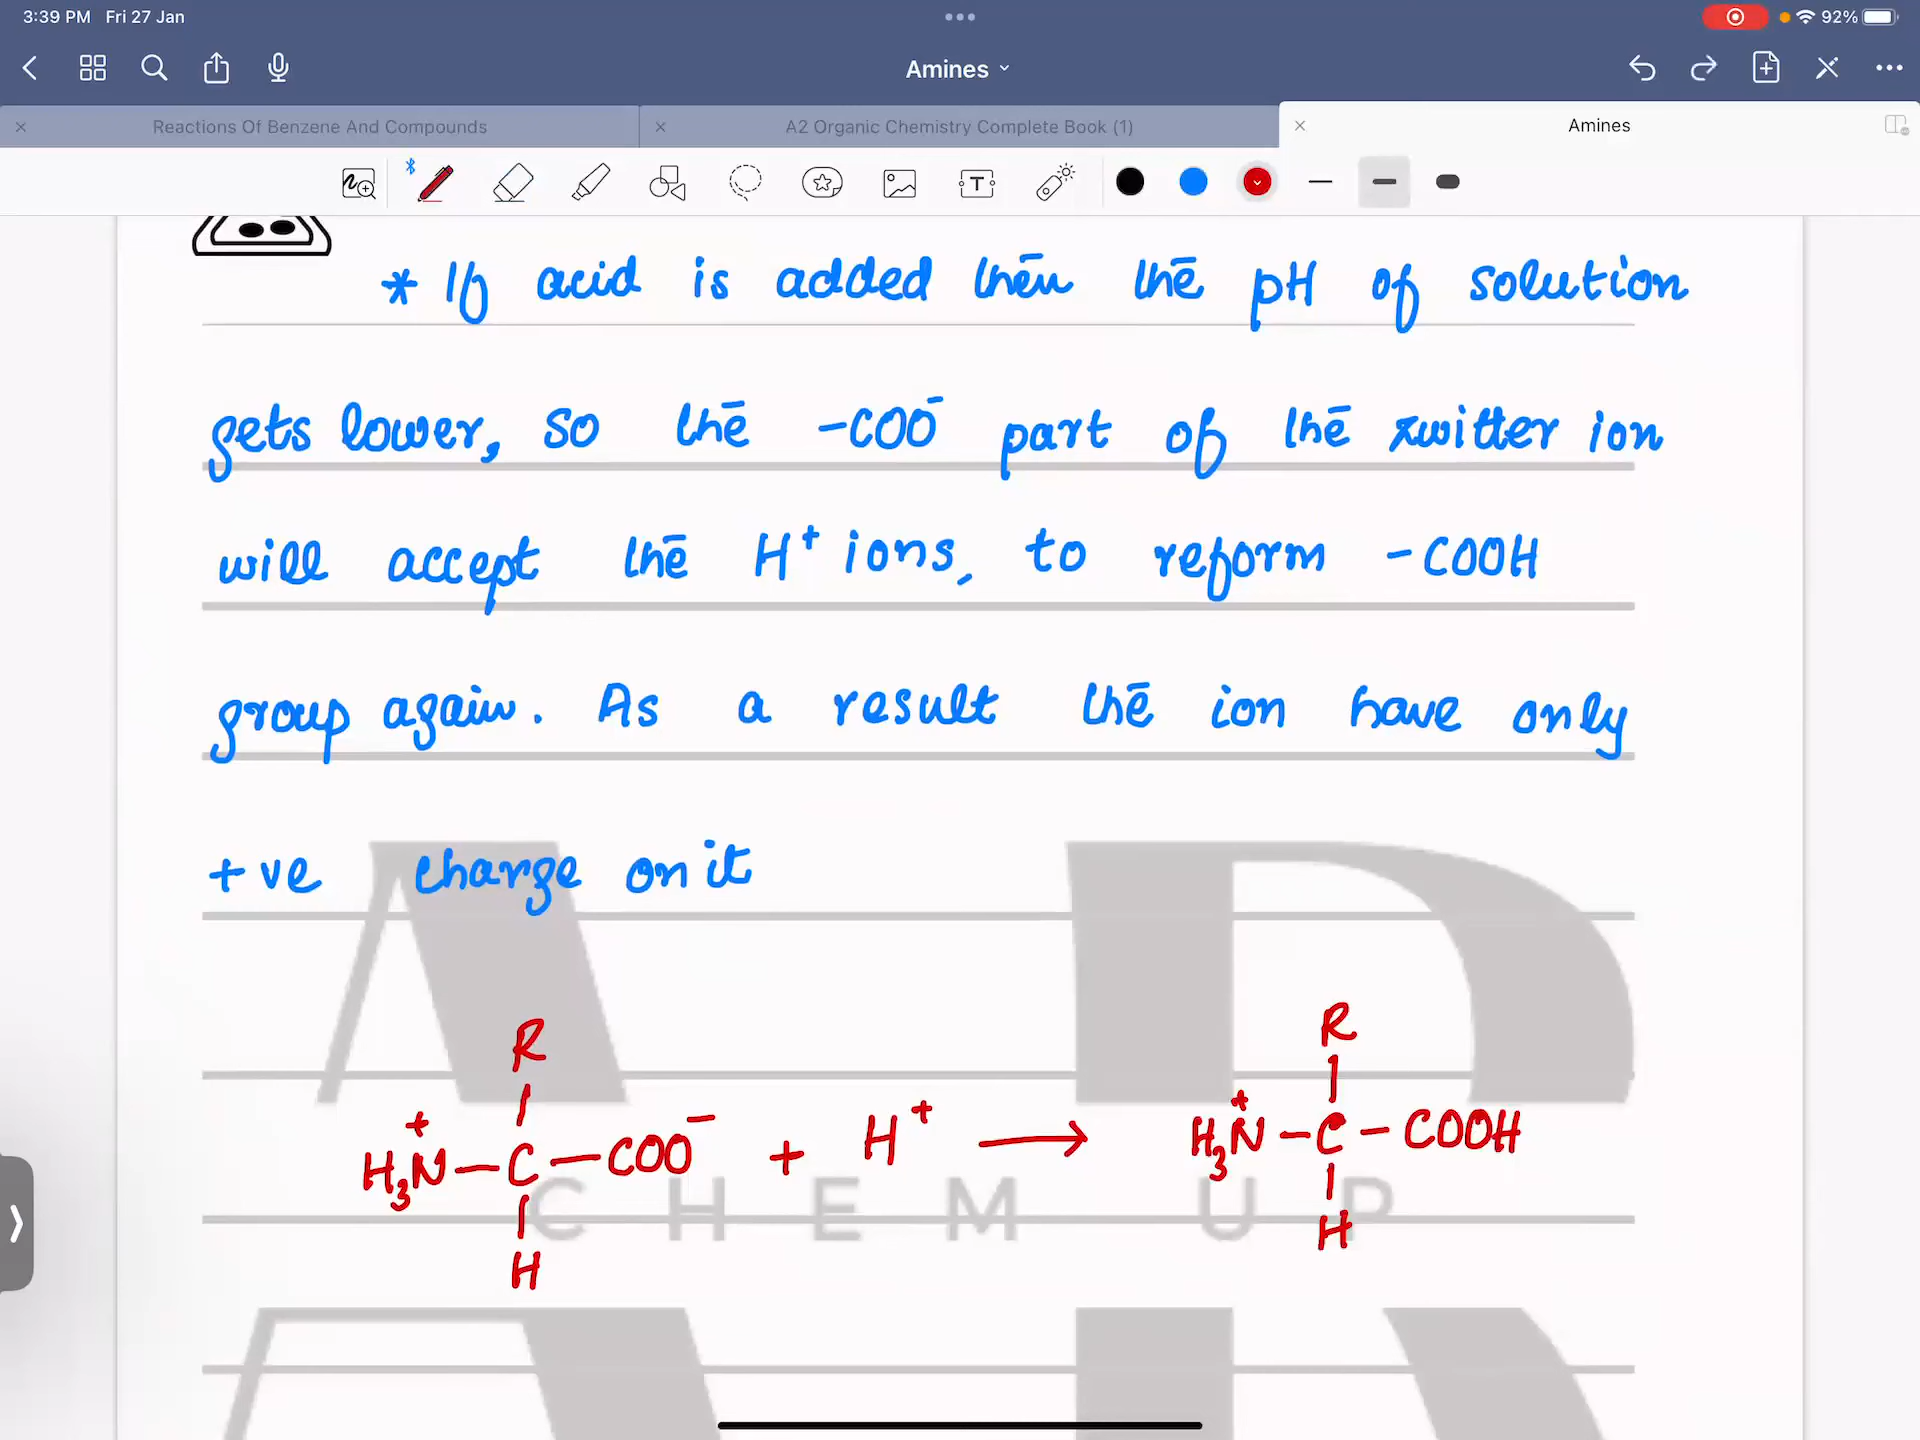 3:39 PM Fri 27 Jan
92%
Amines
Reactions Of Benzene And Compounds
A2 Organic Chemistry Complete Book (1)
Amines
* If acid is added then the pH of solution
gets lower, so the -COO⁻ part of the zwitter ion
will accept the H⁺ ions, to reform -COOH
group again. As a result the ion have only
+ve charge on it
R R
H₃N⁺—C—COO⁻ + H⁺ → H₃N⁺—C—COOH
H H
CHEM UP